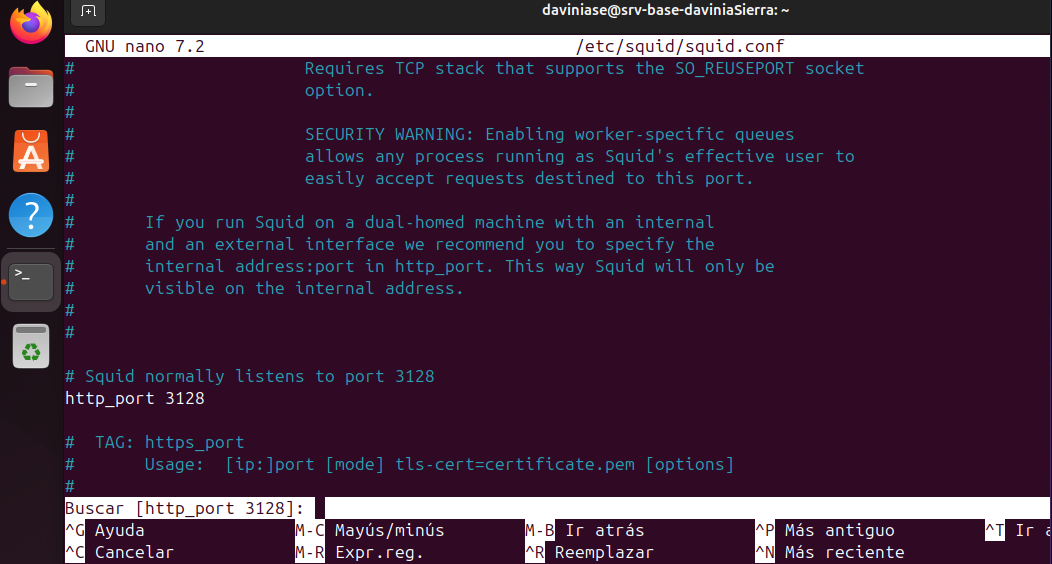 daviniase@srv-base-daviniaSierra: ~
GNU nano 7.2 /etc/squid/squid.conf
# Requires TCP stack that supports the SO_REUSEPORT socket
# option.
#
# SECURITY WARNING: Enabling worker-specific queues
# allows any process running as Squid's effective user to
# easily accept requests destined to this port.
#
# If you run Squid on a dual-homed machine with an internal
# and an external interface we recommend you to specify the
# internal address:port in http_port. This way Squid will only be
# visible on the internal address.
#
#
# Squid normally listens to port 3128
http_port 3128
# TAG: https_port
# Usage: [ip:]port [mode] tls-cert=certificate.pem [options]
#
Buscar [http_port 3128]:
^G Ayuda M-C Mayús/minús M-B Ir atrás ^P Más antiguo ^T Ir
^C Cancelar M-R Expr.reg. ^R Reemplazar ^N Más reciente